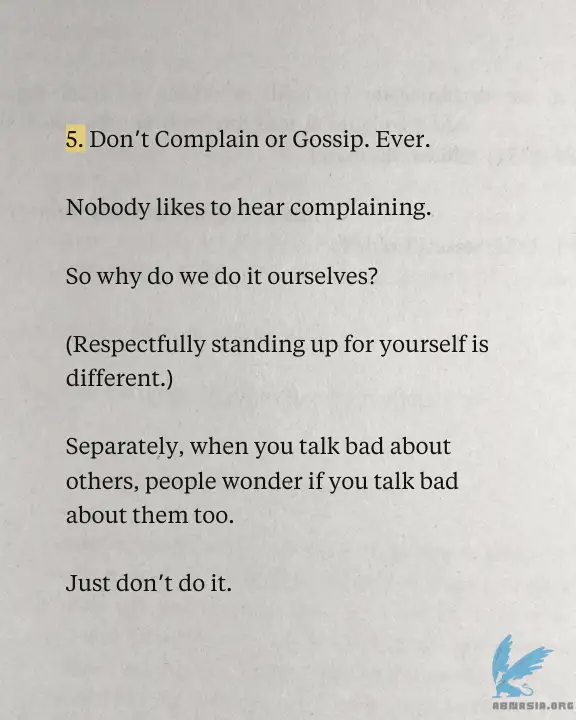 5. Don't Complain or Gossip. Ever.
Nobody likes to hear complaining.
So why do we do it ourselves?
(Respectfully standing up for yourself is
different.)
Separately, when you talk bad about
others, people wonder if you talk bad
about them too.
Just don't do it.
ABMASIA.ORG